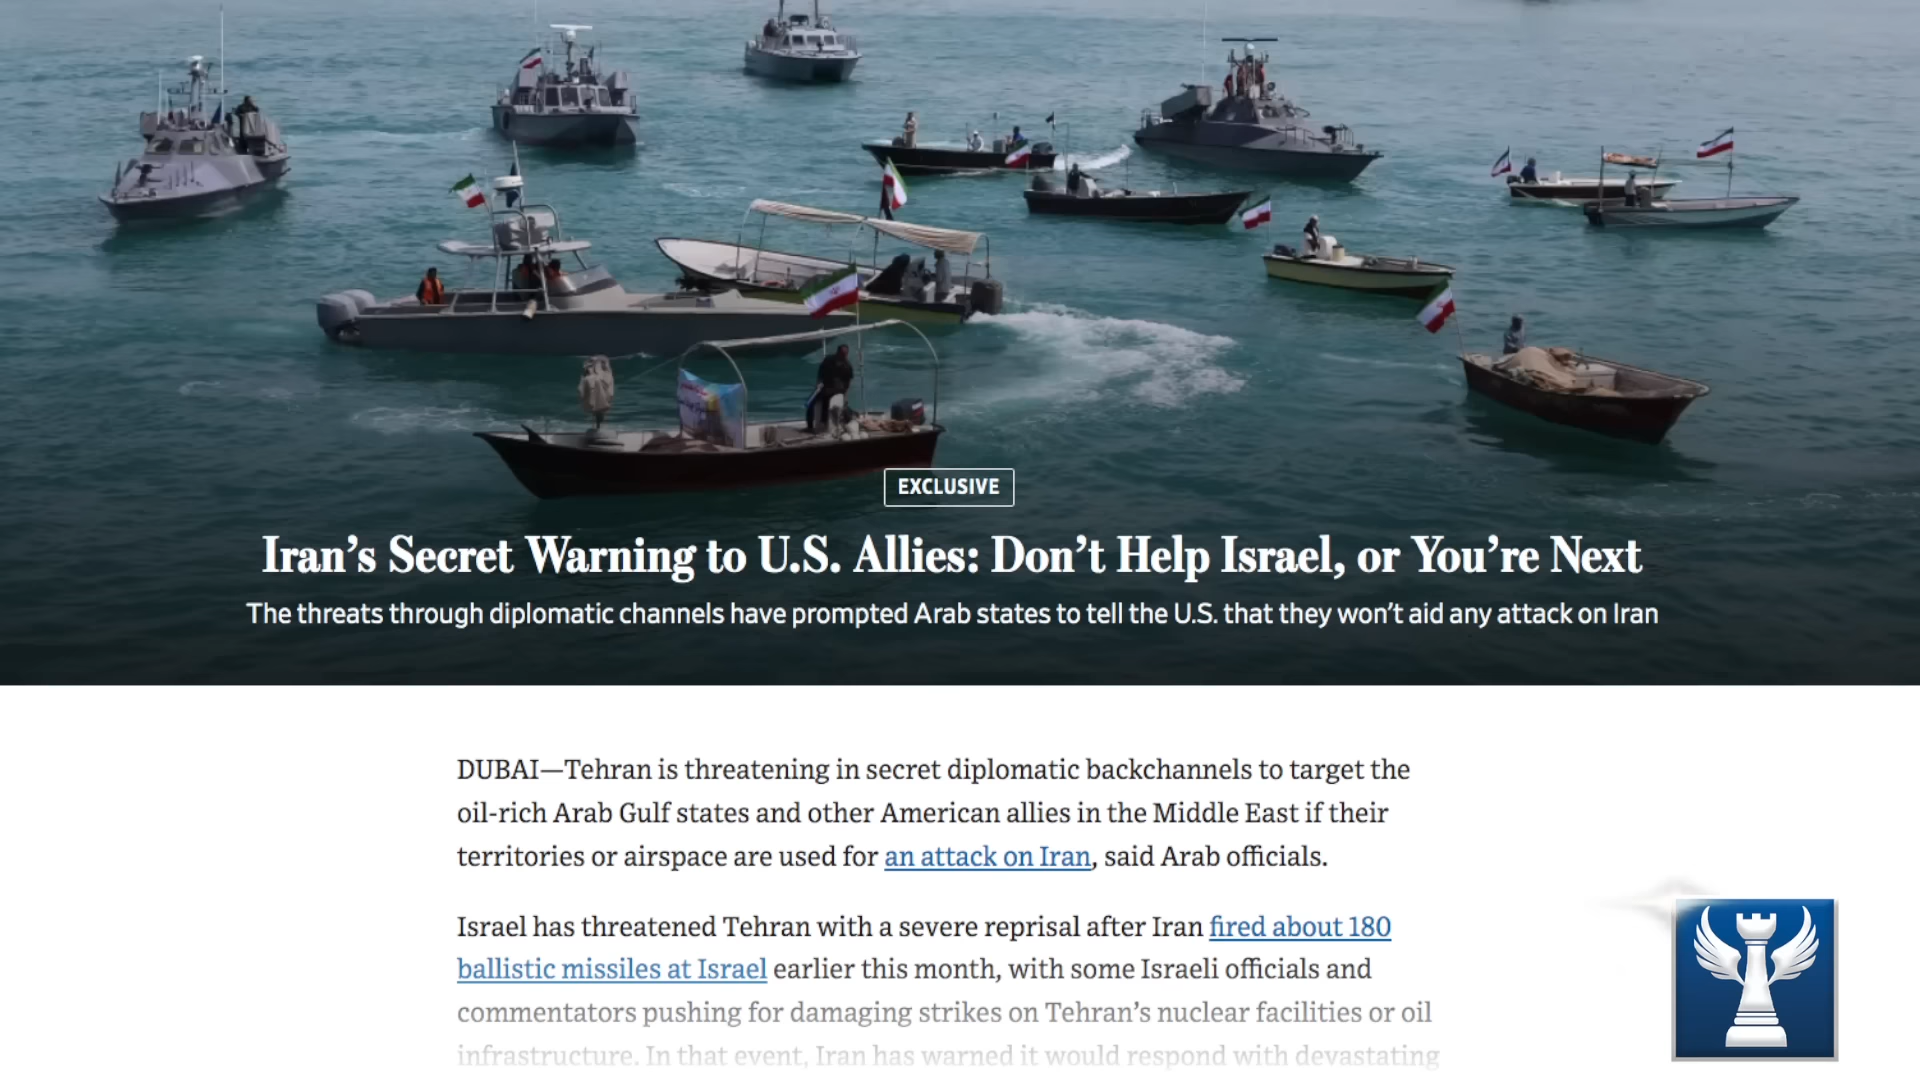 EXCLUSIVE
Iran’s Secret Warning to U.S. Allies: Don’t Help Israel, or You’re Next
The threats through diplomatic channels have prompted Arab states to tell the U.S. that they won’t aid any attack on Iran
DUBAI—Tehran is threatening in secret diplomatic backchannels to target the
oil-rich Arab Gulf states and other American allies in the Middle East if their
territories or airspace are used for an attack on Iran, said Arab officials.
Israel has threatened Tehran with a severe reprisal after Iran fired about 180
ballistic missiles at Israel earlier this month, with some Israeli officials and
commentators pushing for damaging strikes on Tehran’s nuclear facilities or oil
infrastructure. In that event, Iran has warned it would respond with devastating